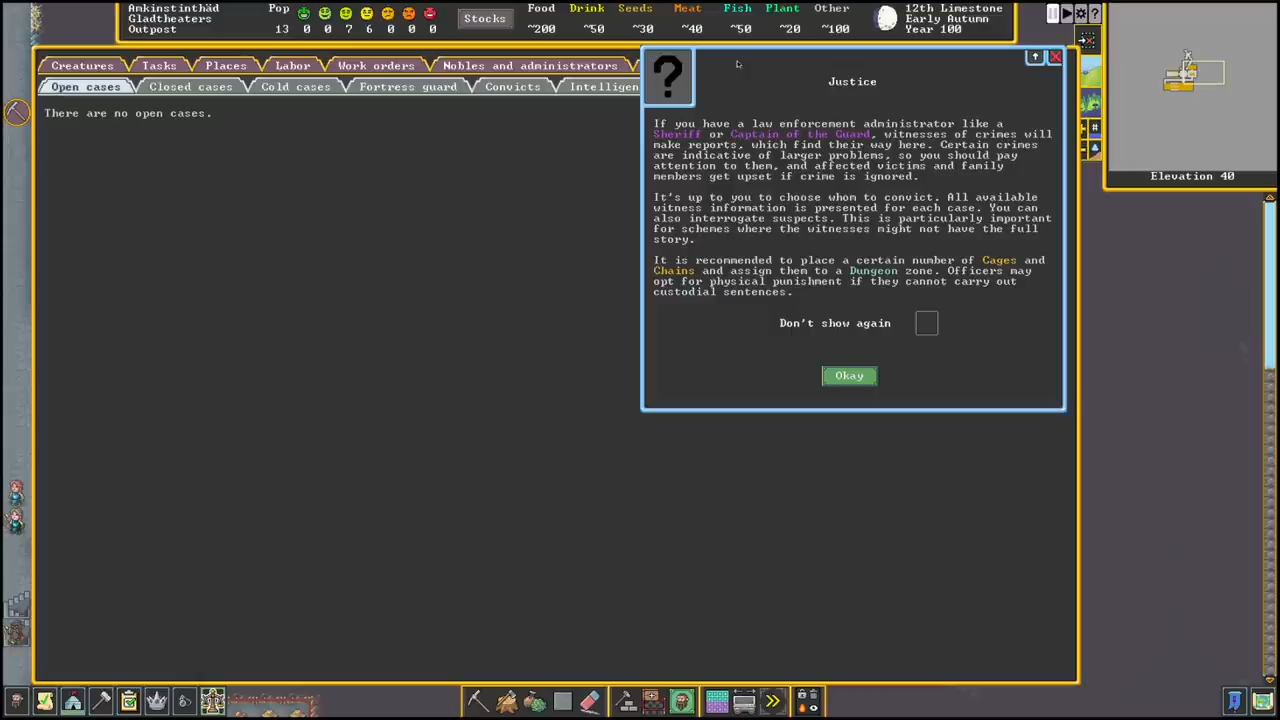 Amkinstinthäd
Gladtheaters
Outpost
Pop
13 0 0 7 6 0 0 0
Stocks
Food Drink Seeds Meat Fish Plant Other
~200 ~50 ~30 ~40 ~50 ~20 ~100
12th Limestone
Early Autumn
Year 100
Elevation 40
Creatures Tasks Places Labor Work orders Nobles and administrators
Open cases Closed cases Cold cases Fortress guard Convicts Intelligen
There are no open cases.
Justice
If you have a law enforcement administrator like a
Sheriff or Captain of the Guard, witnesses of crimes will
make reports, which find their way here. Certain crimes
are indicative of larger problems, so you should pay
attention to them, and affected victims and family
members get upset if crime is ignored.
It's up to you to choose whom to convict. All available
witness information is presented for each case. You can
also interrogate suspects. This is particularly important
for schemes where the witnesses might not have the full
story.
It is recommended to place a certain number of Cages and
Chains and assign them to a Dungeon zone. Officers may
opt for physical punishment if they cannot carry out
custodial sentences.
Don't show again
Okay